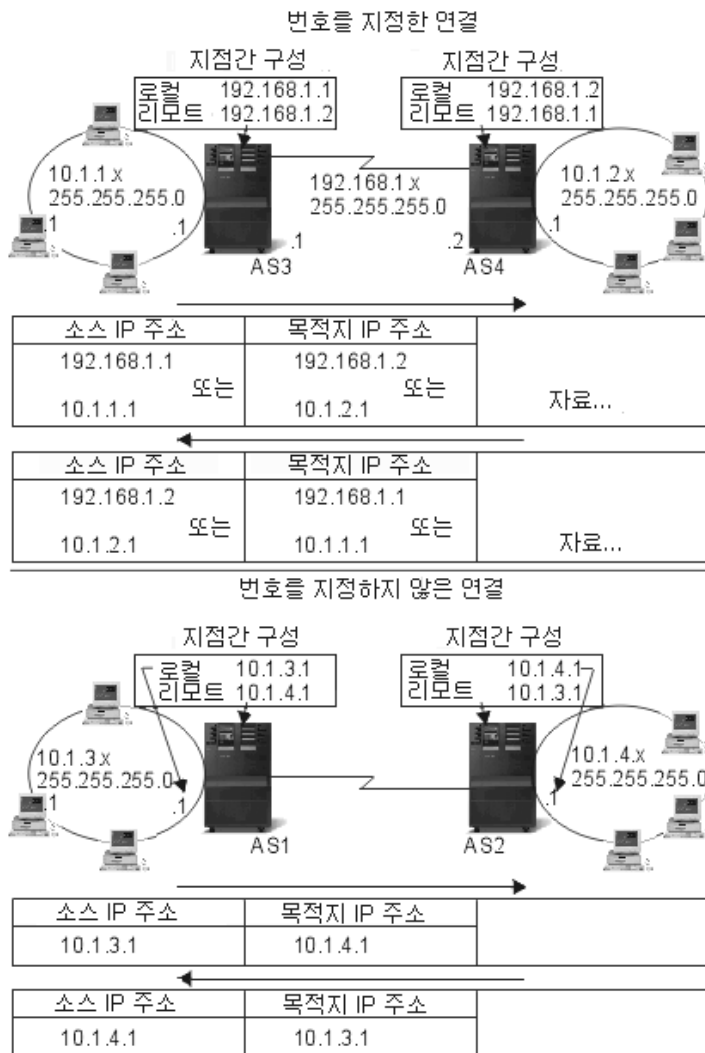 번호를 지정한 연결
지점간 구성
지점간 구성
로컬 192.168.1.1
리모트 192.168.1.2
로컬 192.168.1.2
리모트 192.168.1.1
10.1.1.x
255.255.255.0
.1
.1
192.168.1.x
255.255.255.0
.1
.2
10.1.2.x
255.255.255.0
.1
AS3
AS4
소스 IP 주소
목적지 IP 주소
192.168.1.1
또는
10.1.1.1
192.168.1.2
또는
10.1.2.1
자료...
소스 IP 주소
목적지 IP 주소
192.168.1.2
또는
10.1.2.1
192.168.1.1
또는
10.1.1.1
자료...
번호를 지정하지 않은 연결
지점간 구성
지점간 구성
로컬 10.1.3.1
리모트 10.1.4.1
로컬 10.1.4.1
리모트 10.1.3.1
10.1.3.x
255.255.255.0
.1
.1
10.1.4.x
255.255.255.0
.1
AS1
AS2
소스 IP 주소
목적지 IP 주소
10.1.3.1
10.1.4.1
소스 IP 주소
목적지 IP 주소
10.1.4.1
10.1.3.1